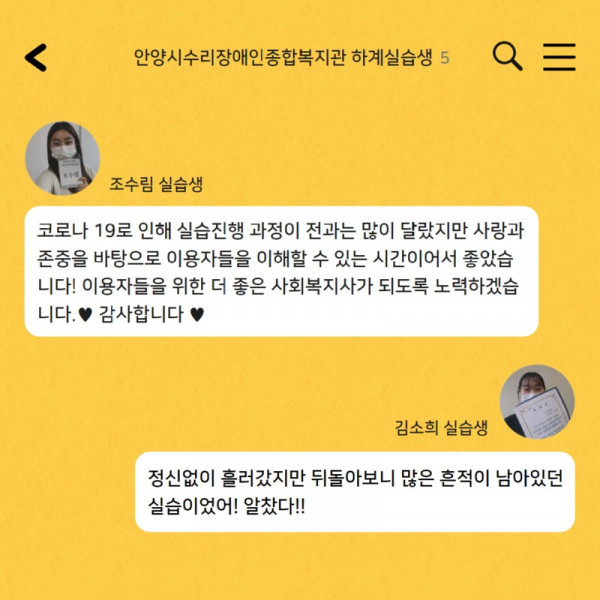 안양시수리장애인종합복지관 하계실습생 5
조수림
조수림 실습생
코로나 19로 인해 실습진행 과정이 전과는 많이 달랐지만 사랑과
존중을 바탕으로 이용자들을 이해할 수 있는 시간이어서 좋았습
니다! 이용자들을 위한 더 좋은 사회복지사가 되도록 노력하겠습
니다.♥ 감사합니다 ♥
김소희 실습생
정신없이 흘러갔지만 뒤돌아보니 많은 흔적이 남아있던
실습이었어! 알찼다!!